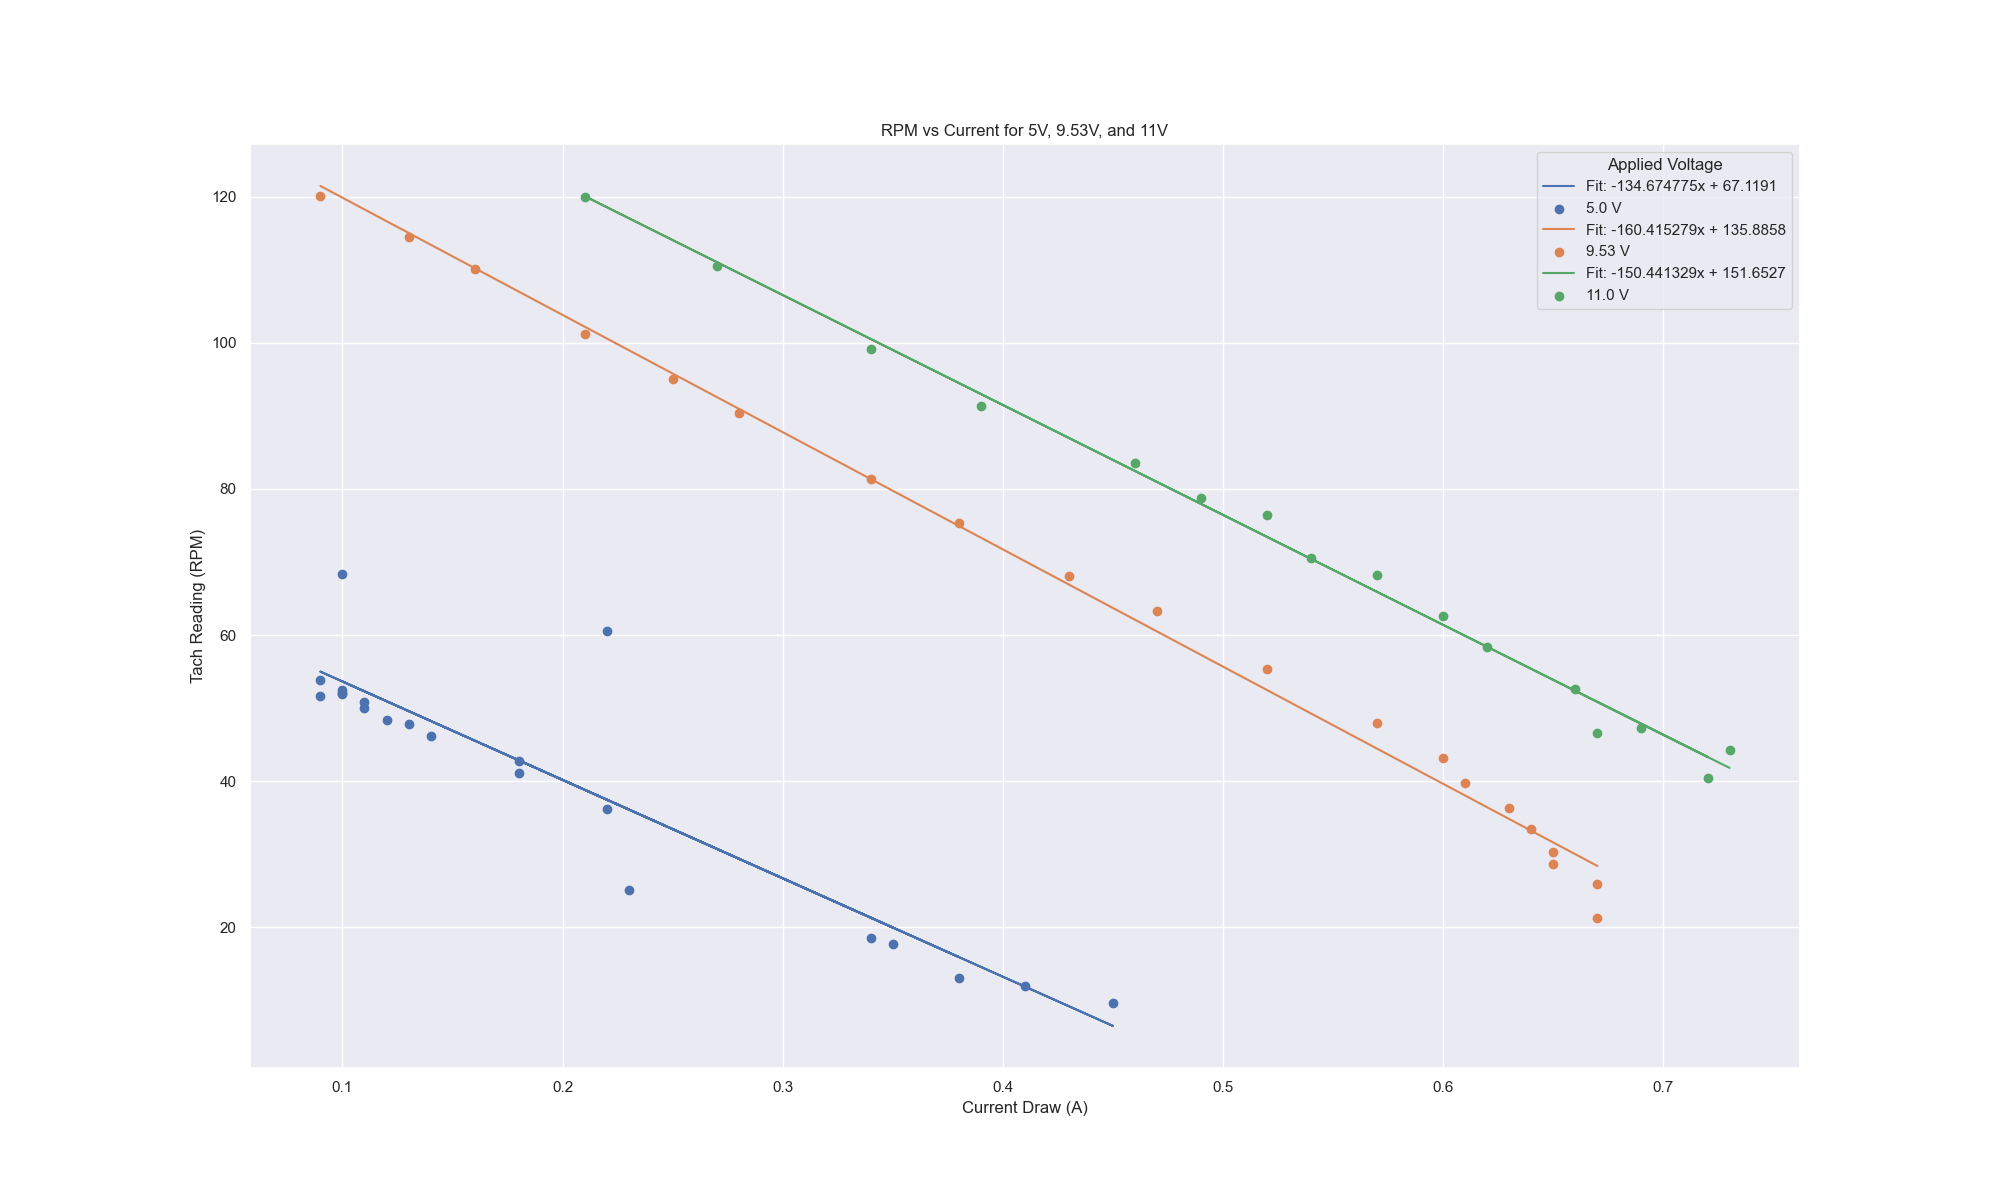 RPM vs Current for 5V, 9.53V, and 11V
Applied Voltage
Fit: -134.674775x + 67.1191
5.0 V
Fit: -160.415279x + 135.8858
9.53 V
Fit: -150.441329x + 151.6527
11.0 V
Tach Reading (RPM)
120
100
80
60
40
20
0.1
0.2
0.3
0.4
0.5
0.6
0.7
Current Draw (A)